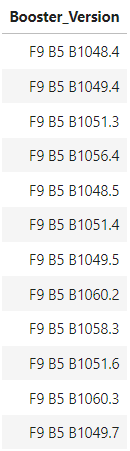 Booster_Version
F9 B5 B1048.4
F9 B5 B1049.4
F9 B5 B1051.3
F9 B5 B1056.4
F9 B5 B1048.5
F9 B5 B1051.4
F9 B5 B1049.5
F9 B5 B1060.2
F9 B5 B1058.3
F9 B5 B1051.6
F9 B5 B1060.3
F9 B5 B1049.7